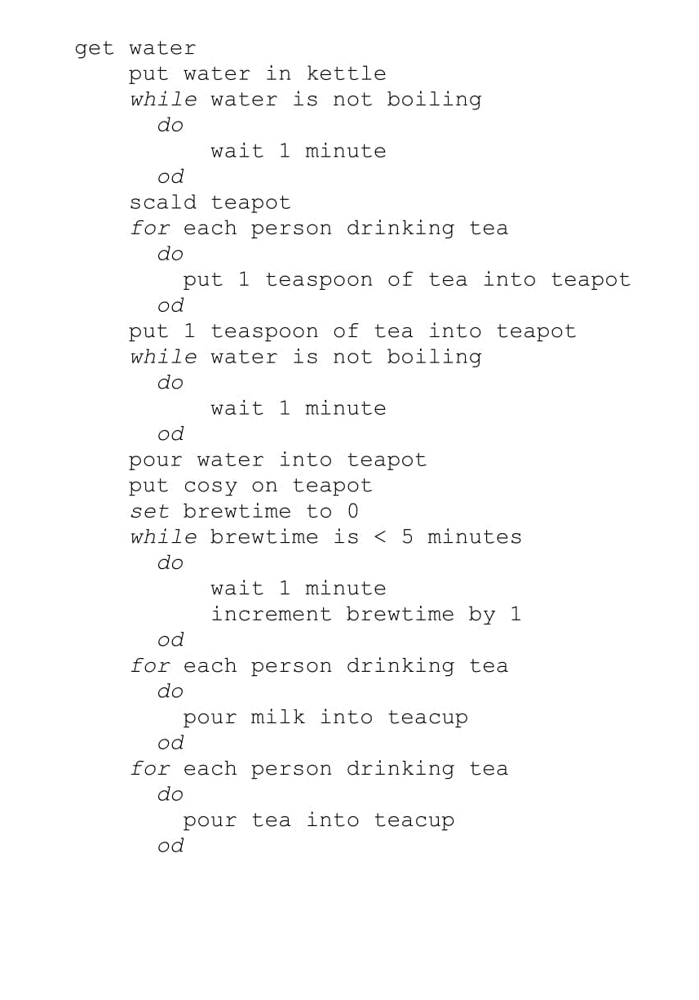 get water
put water in kettle
while water is not boiling
do
wait 1 minute
od
scald teapot
for each person drinking tea
do
put 1 teaspoon of tea into teapot
od
put 1 teaspoon of tea into teapot
while water is not boiling
do
wait 1 minute
od
pour water into teapot
put cosy on teapot
set brewtime to 0
while brewtime is < 5 minutes
do
wait 1 minute
increment brewtime by 1
od
for each person drinking tea
do
pour milk into teacup
od
for each person drinking tea
do
pour tea into teacup
od